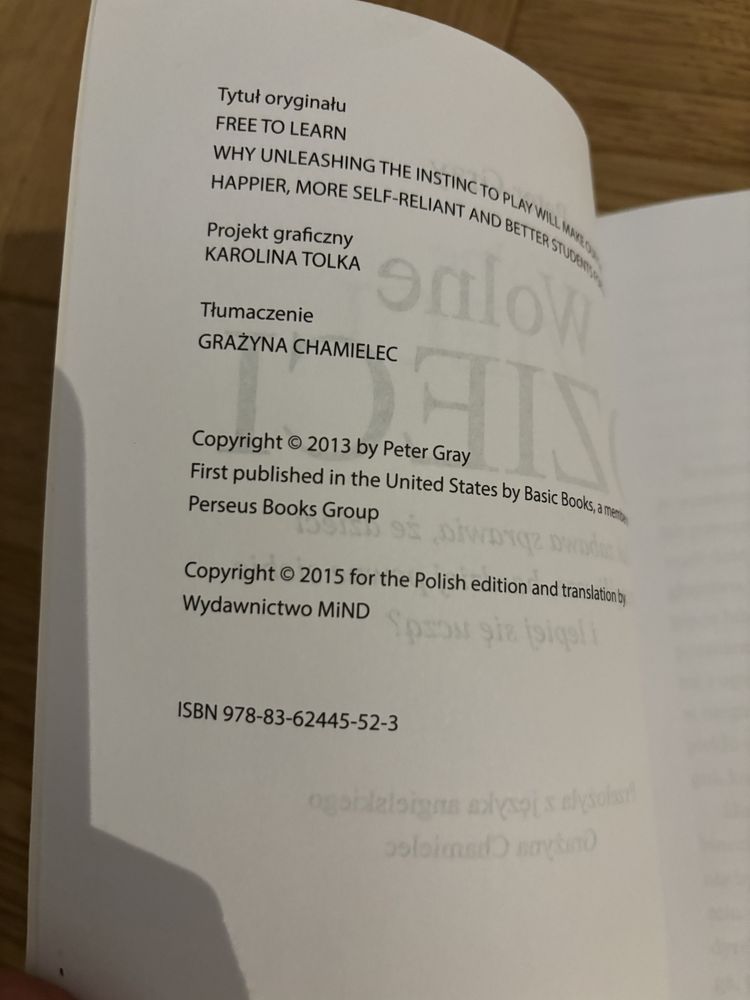 Tytuł oryginału
FREE TO LEARN
WHY UNLEASHING THE INSTINC TO PLAY WILL MAKE
HAPPIER, MORE SELF-RELIANT AND BETTER STUDENTS
Projekt graficzny
KAROLINA TOLKA
Tłumaczenie
GRAŻYNA CHAMIELEC
Copyright © 2013 by Peter Gray
First published in the United States by Basic Books, a member
Perseus Books Group
Copyright © 2015 for the Polish edition and translation by
Wydawnictwo MiND
ISBN 978-83-62445-52-3